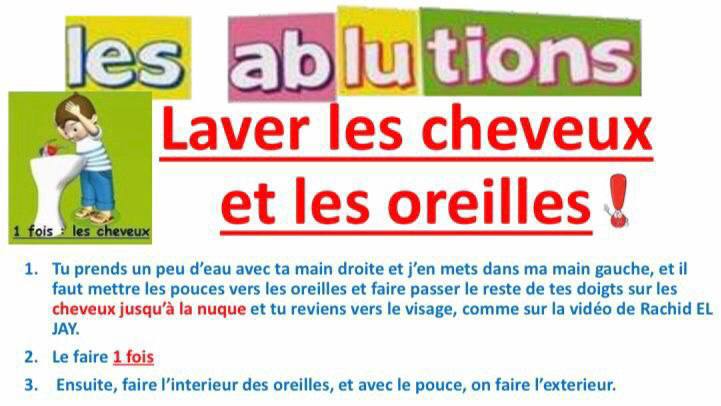 les ablutions
Laver les cheveux
et les oreilles !
1 fois : les cheveux
1. Tu prends un peu d’eau avec ta main droite et j’en mets dans ma main gauche, et il
faut mettre les pouces vers les oreilles et faire passer le reste de tes doigts sur les
cheveux jusqu’à la nuque et tu reviens vers le visage, comme sur la vidéo de Rachid EL
JAY.
2. Le faire 1 fois
3. Ensuite, faire l’interieur des oreilles, et avec le pouce, on faire l’exterieur.